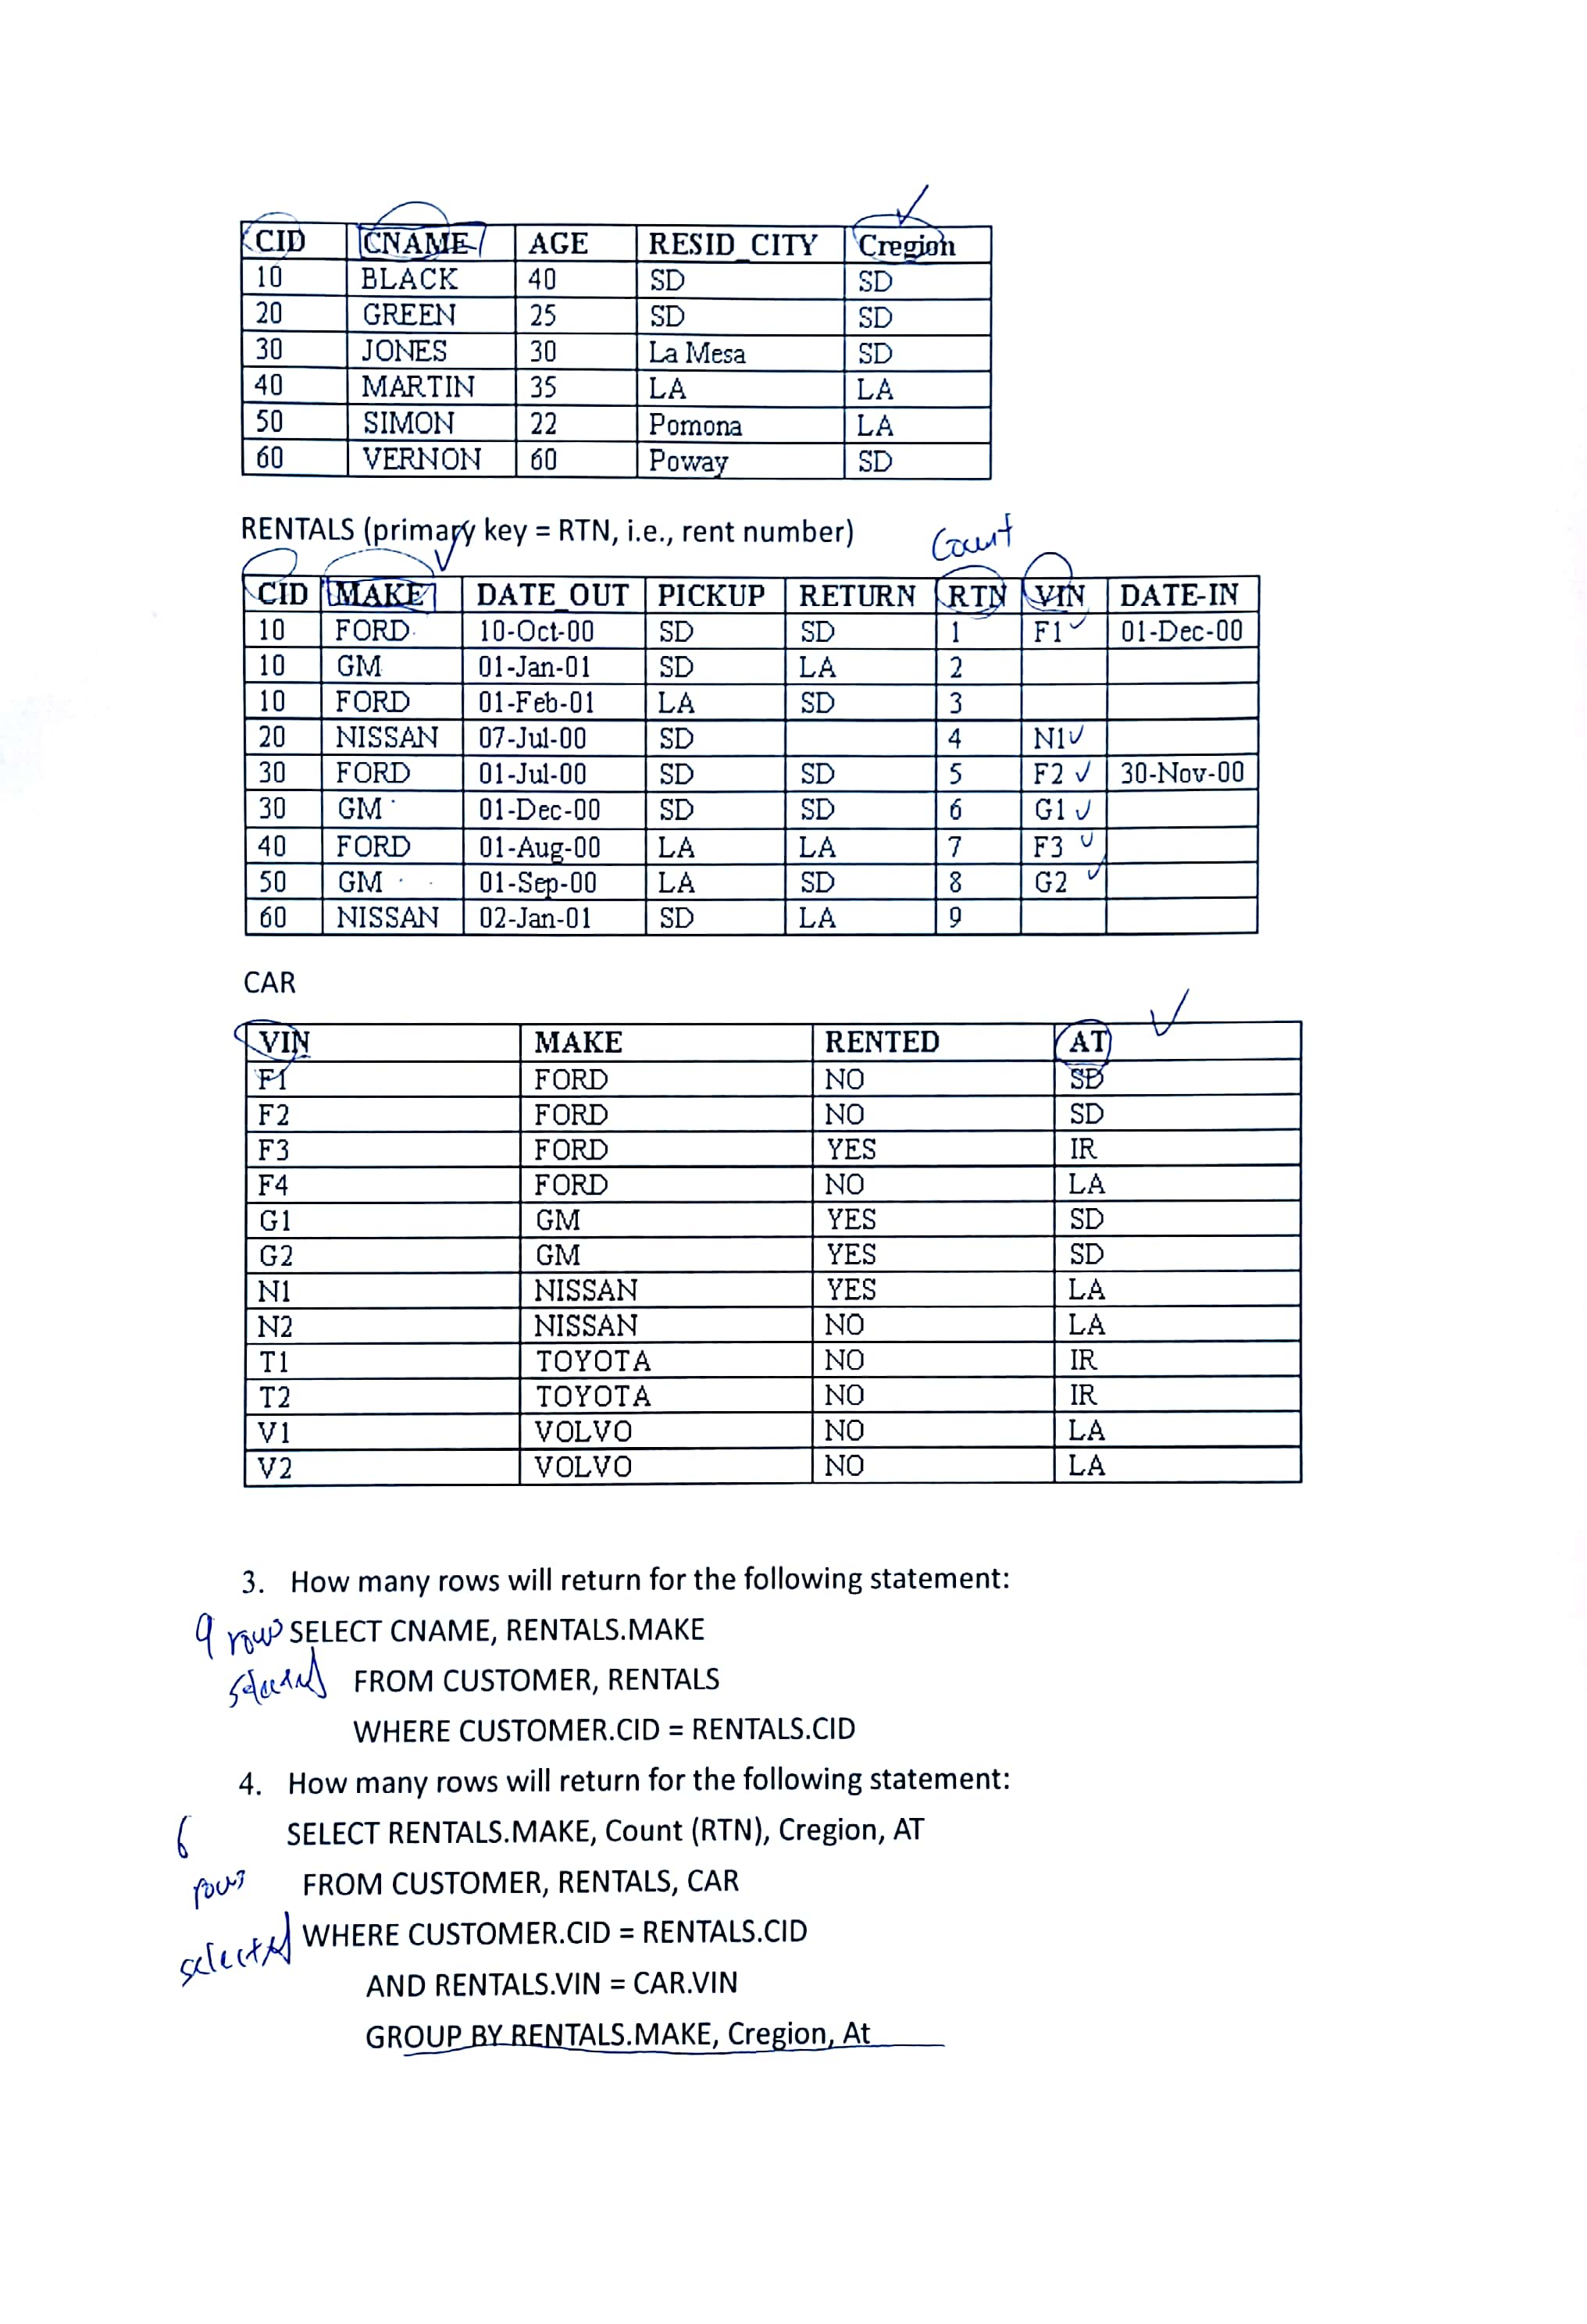 CID CNAME AGE RESID_CITY Cregion
10 BLACK 40 SD SD
20 GREEN 25 SD SD
30 JONES 30 La Mesa SD
40 MARTIN 35 LA LA
50 SIMON 22 Pomona LA
60 VERNON 60 Poway SD
RENTALS (primary key = RTN, i.e., rent number)
Count
CID MAKE DATE_OUT PICKUP RETURN RTN VIN DATE-IN
10 FORD 10-Oct-00 SD SD 1 F1 01-Dec-00
10 GM 01-Jan-01 SD LA 2
10 FORD 01-Feb-01 LA SD 3
20 NISSAN 07-Jul-00 SD 4 N1
30 FORD 01-Jul-00 SD SD 5 F2 30-Nov-00
30 GM 01-Dec-00 SD SD 6 G1
40 FORD 01-Aug-00 LA LA 7 F3
50 GM 01-Sep-00 LA SD 8 G2
60 NISSAN 02-Jan-01 SD LA 9
CAR
VIN MAKE RENTED AT
F1 FORD NO SD
F2 FORD NO SD
F3 FORD YES IR
F4 FORD NO LA
G1 GM YES SD
G2 GM YES SD
N1 NISSAN YES LA
N2 NISSAN NO LA
T1 TOYOTA NO IR
T2 TOYOTA NO IR
V1 VOLVO NO LA
V2 VOLVO NO LA
3. How many rows will return for the following statement:
9 rows SELECT CNAME, RENTALS.MAKE
selected FROM CUSTOMER, RENTALS
WHERE CUSTOMER.CID = RENTALS.CID
4. How many rows will return for the following statement:
6 SELECT RENTALS.MAKE, Count (RTN), Cregion, AT
rows FROM CUSTOMER, RENTALS, CAR
selected WHERE CUSTOMER.CID = RENTALS.CID
AND RENTALS.VIN = CAR.VIN
GROUP BY RENTALS.MAKE, Cregion, At